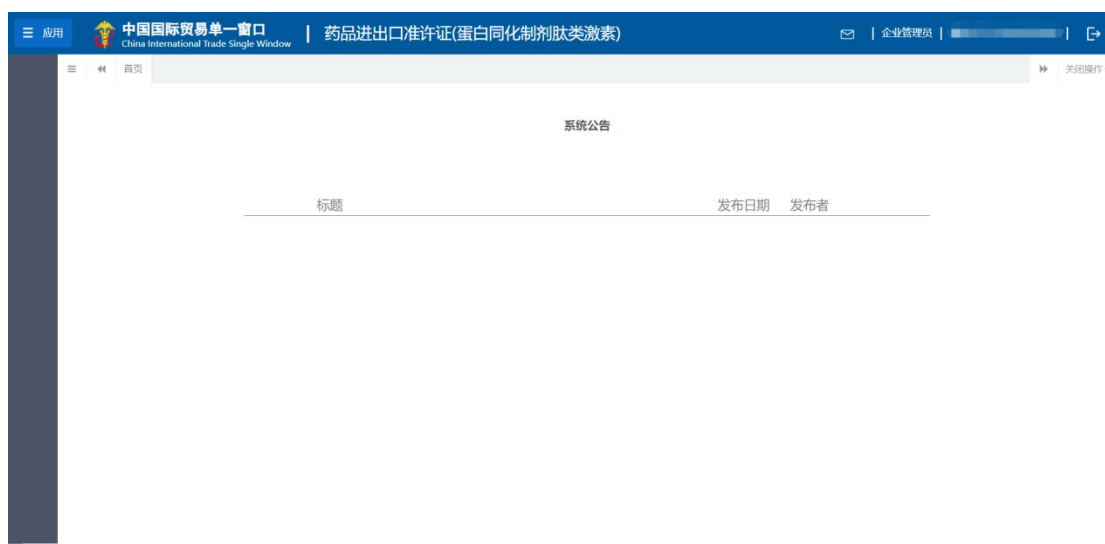 应用
中国国际贸易单一窗口
China International Trade Single Window
药品进出口准许证(蛋白同化制剂肽类激素)
企业管理员
首页
关闭操作
系统公告
标题 发布日期 发布者